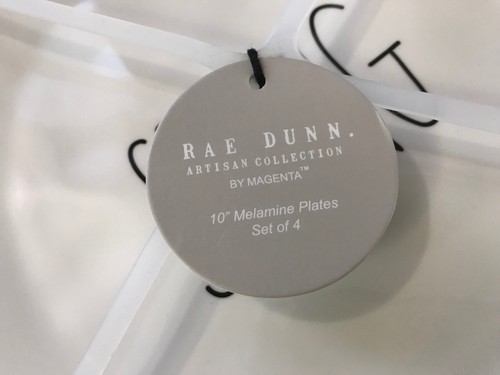 RAE DUNN.
ARTISAN COLLECTION
BY MAGENTA™
10" Melamine Plates
Set of 4